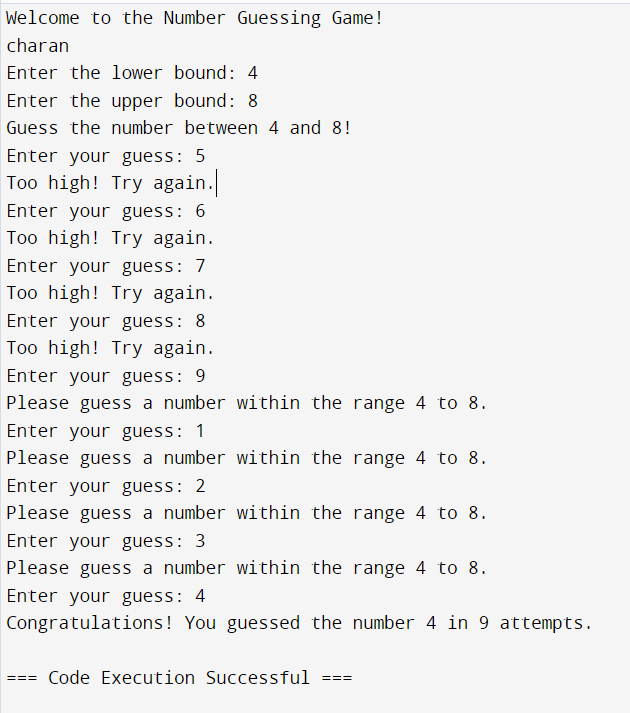 Welcome to the Number Guessing Game!
charan
Enter the lower bound: 4
Enter the upper bound: 8
Guess the number between 4 and 8!
Enter your guess: 5
Too high! Try again.
Enter your guess: 6
Too high! Try again.
Enter your guess: 7
Too high! Try again.
Enter your guess: 8
Too high! Try again.
Enter your guess: 9
Please guess a number within the range 4 to 8.
Enter your guess: 1
Please guess a number within the range 4 to 8.
Enter your guess: 2
Please guess a number within the range 4 to 8.
Enter your guess: 3
Please guess a number within the range 4 to 8.
Enter your guess: 4
Congratulations! You guessed the number 4 in 9 attempts.
=== Code Execution Successful ===